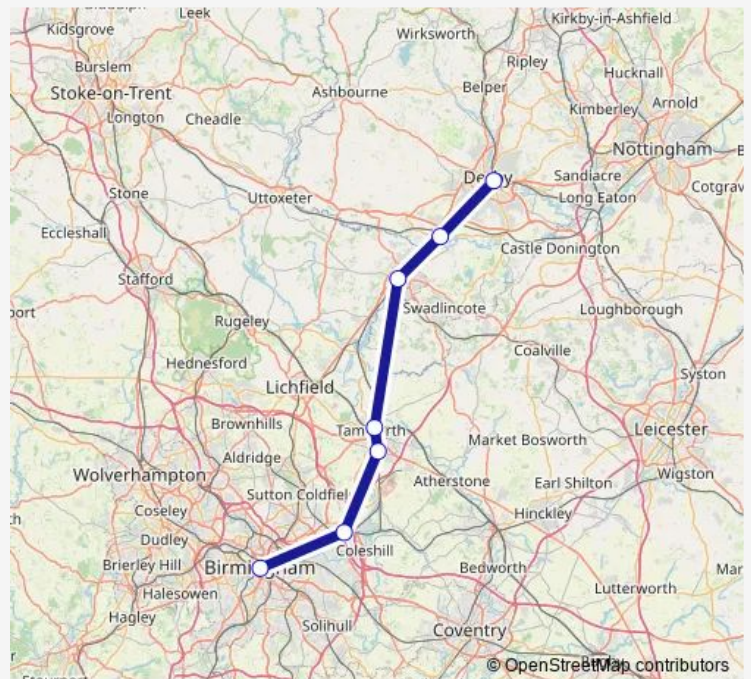 Kidsgrove
Leek
Wirksworth
Kirkby-in-Ashfield
Burslem
Ripley
Hucknall
Stoke-on-Trent
Ashbourne
Belper
Longton
Cheadle
Kimberley
Arnold
Nottingham
Derby
Sandiacre
Cotgrav
Stone
Uttoxeter
Long Eaton
Eccleshall
Castle Donington
Stafford
Swadlincote
Loughborough
Rugeley
Hednesford
Coalville
Syston
Lichfield
Brownhills
Tamworth
Market Bosworth
Leicester
Aldridge
Wolverhampton
Atherstone
Earl Shilton
Wigston
Sutton Coldfiel
Coseley
Hinckley
Dudley
Coleshill
Brierley Hill
Birmingham
Bedworth
Halesowen
Lutterworth
Hagley
Solihull
Coventry
© OpenStreetMap contributors